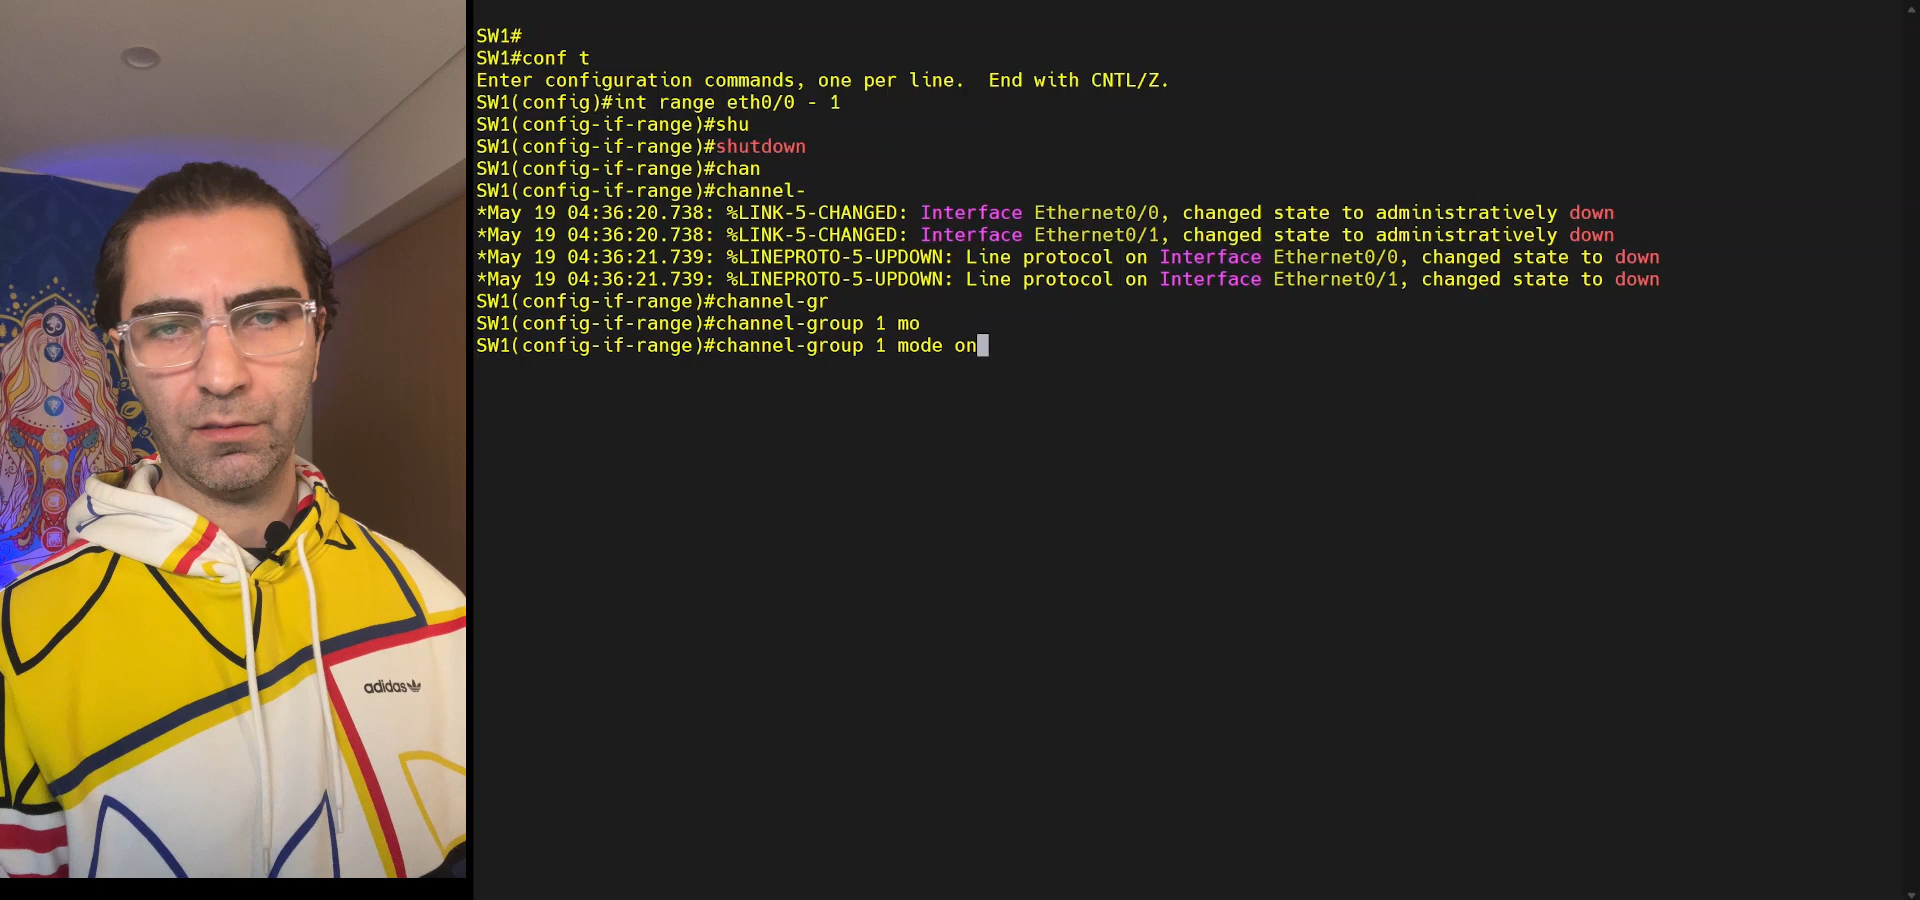 SW1#
SW1#conf t
Enter configuration commands, one per line.  End with CNTL/Z.
SW1(config)#int range eth0/0 - 1
SW1(config-if-range)#shu
SW1(config-if-range)#shutdown
SW1(config-if-range)#chan
SW1(config-if-range)#channel-
*May 19 04:36:20.738: %LINK-5-CHANGED: Interface Ethernet0/0, changed state to administratively down
*May 19 04:36:20.738: %LINK-5-CHANGED: Interface Ethernet0/1, changed state to administratively down
*May 19 04:36:21.739: %LINEPROTO-5-UPDOWN: Line protocol on Interface Ethernet0/0, changed state to down
*May 19 04:36:21.739: %LINEPROTO-5-UPDOWN: Line protocol on Interface Ethernet0/1, changed state to down
SW1(config-if-range)#channel-gr
SW1(config-if-range)#channel-group 1 mo
SW1(config-if-range)#channel-group 1 mode on
adidas